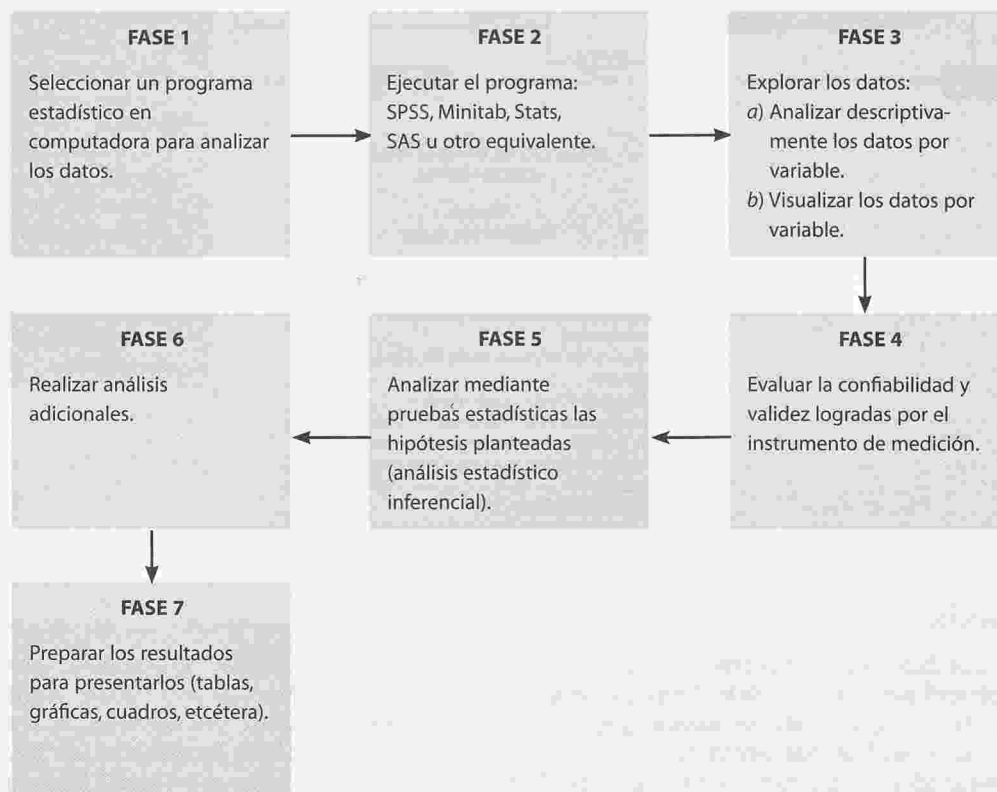 FASE 1
Seleccionar un programa
estadístico en
computadora para analizar
los datos.
FASE 2
Ejecutar el programa:
SPSS, Minitab, Stats,
SAS u otro equivalente.
FASE 3
Explorar los datos:
a) Analizar descriptiva-
mente los datos por
variable.
b) Visualizar los datos por
variable.
FASE 4
Evaluar la confiabilidad y
validez logradas por el
instrumento de medición.
FASE 5
Analizar mediante
pruebas estadísticas las
hipótesis planteadas
(análisis estadístico
inferencial).
FASE 6
Realizar análisis
adicionales.
FASE 7
Preparar los resultados
para presentarlos (tablas,
gráficas, cuadros, etcétera).